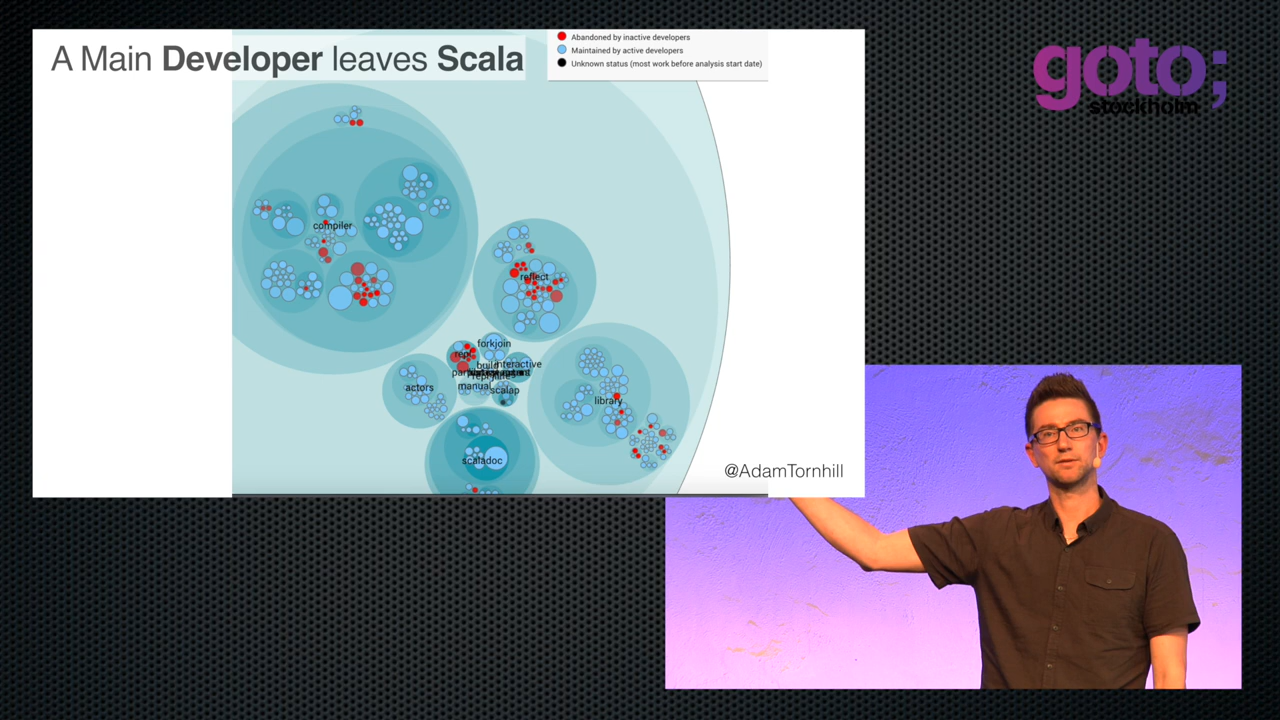 A Main Developer leaves Scala
Abandoned by inactive developers
Maintained by active developers
Unknown status (most work before analysis start date)
goto;
stockholm
compiler
reflect
forkjoin
repl
interactive
manual
scalap
actors
library
scaladoc
@AdamTornhill